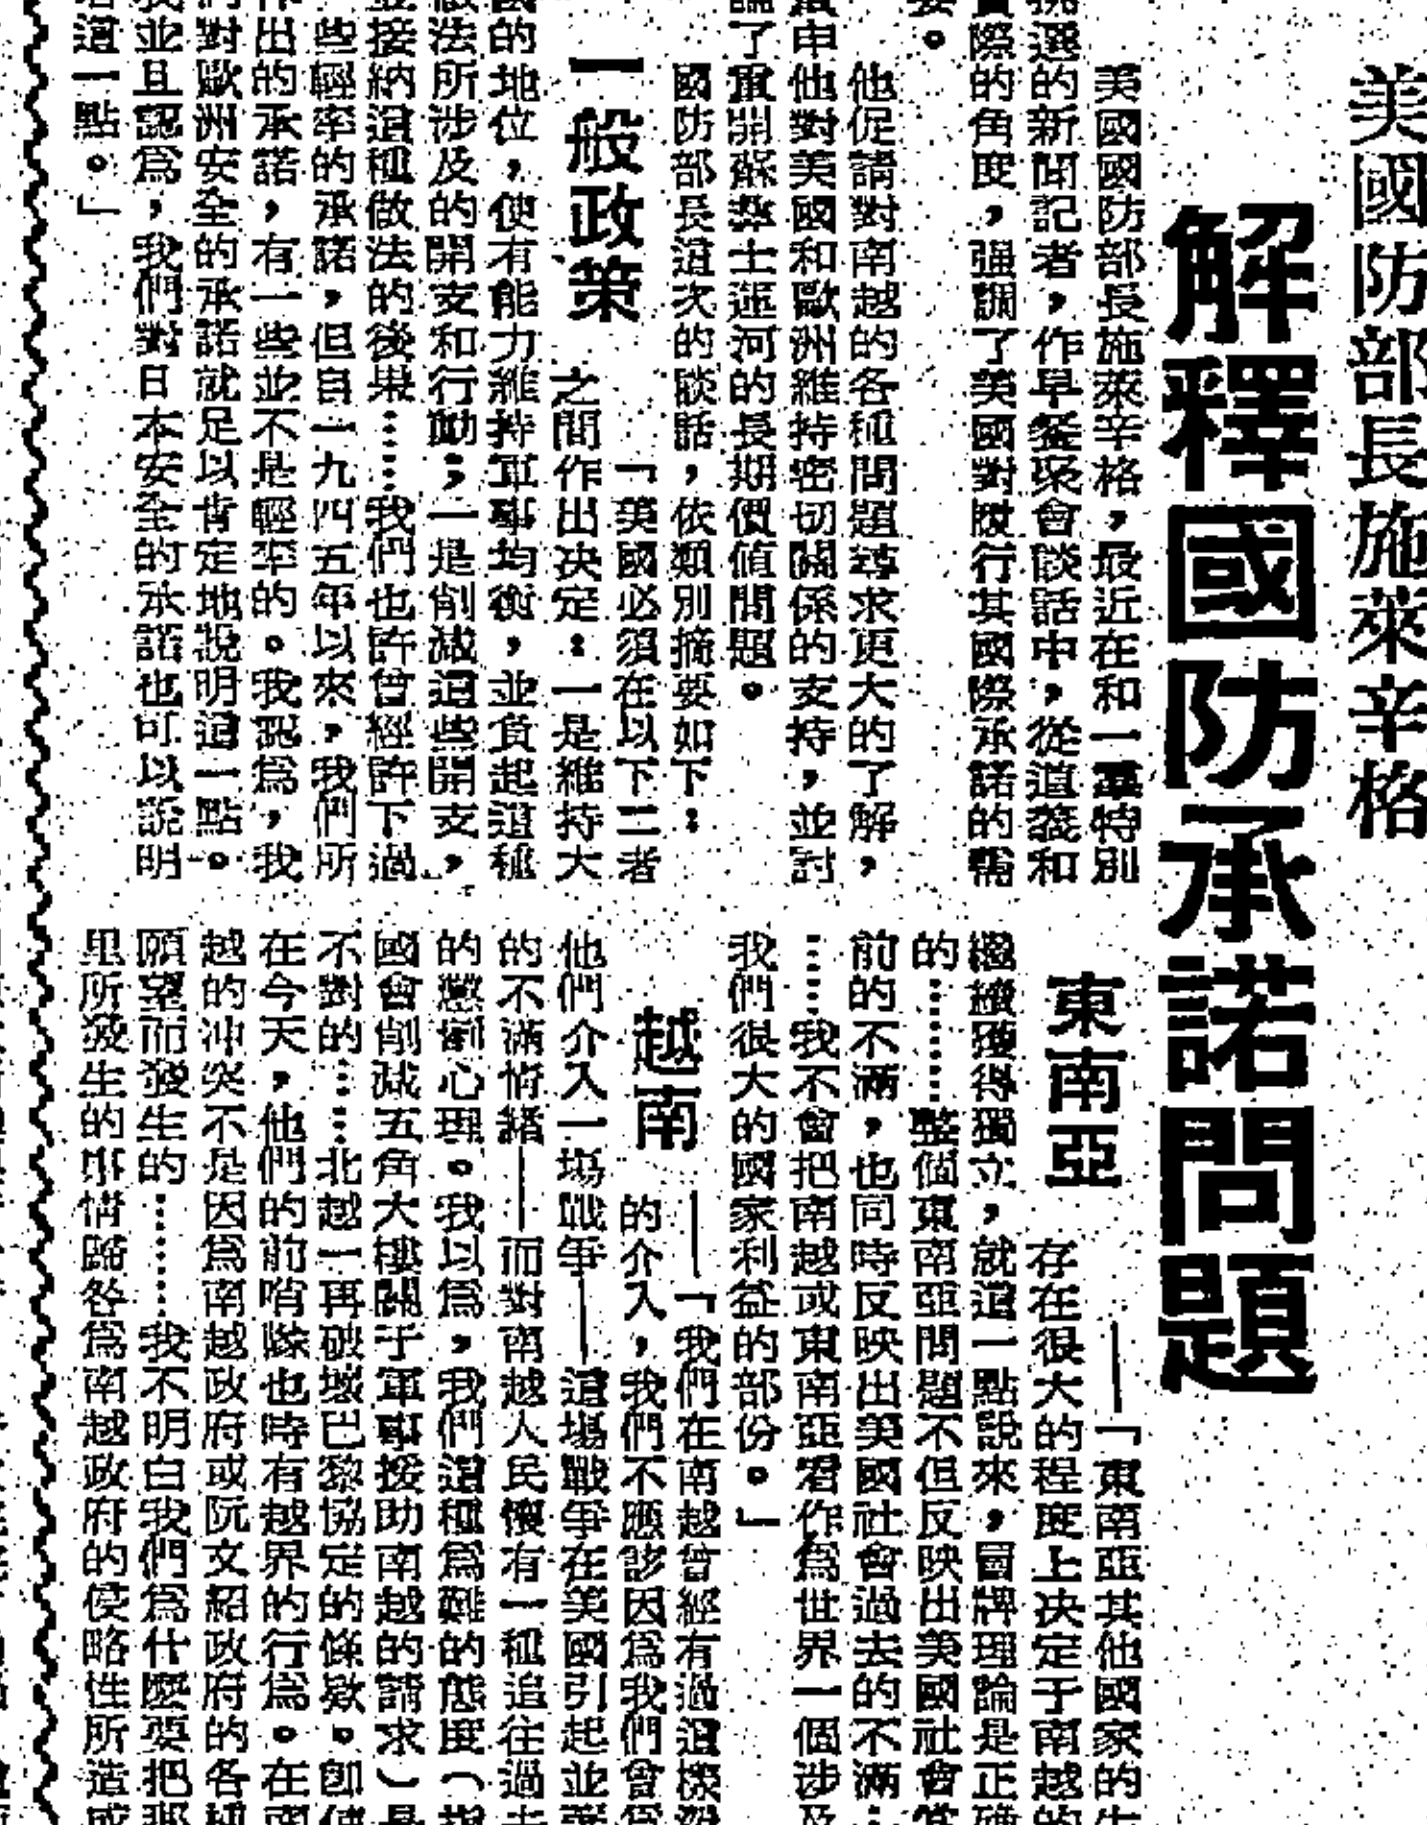 美國防部長施萊辛格
解釋國防承諾問題
美國國防部長施萊辛格,最近在和一羣特別
挑選的新聞記者,作早餐聚會談話中,從道義和
實際的角度,强調了美國對履行其國際承諾的需
要。
他促請對南越的各種問題尋求更大的了解,
重申他對美國和歐洲維持密切關係的支持,並討
論了重開蘇彝士運河的長期價值問題。
國防部長這次的談話,依類別摘要如下:
一般政策
「美國必須在以下二者
之間作出决定:一是維持大
國的地位,使有能力維持軍事均衡,並負起這種
做法所涉及的開支和行動;一是削減這些開支,
並接納這種做法的後果……我們也許曾經許下過
一些輕率的承諾,但自一九四五年以來,我們所
作出的承諾,有一些並不是輕率的。我認爲,我
們對歐洲安全的承諾就足以肯定地說明這一點。
我並且認爲,我們對日本安全的承諾也可以說明
這一點。」
東南亞
——「東南亞其他國家的生
存在很大的程度上决定于南越的
繼續獲得獨立,就這一點說來,骨牌理論是正確
的……整個東南亞問題不但反映出美國社會當
前的不滿,也同時反映出美國社會過去的不滿…
…我不會把南越或東南亞看作爲世界一個涉及
我們很大的國家利益的部份。」
越南
——「我們在南越曾經有過這樣
的介入,我們不應該因爲我們曾爲
他們介入一場戰爭——這場戰爭在美國引起並
的不滿情緒——而對南越人民懷有一種追往過去
的懲罰心理。我以爲,我們這種爲難的態度(指
國會削減五角大樓關于軍事援助南越的請求)是
不對的……北越一再破壞巴黎協定的條欵。卽使
在今天,他們的前哨隊也時有越界的行爲。在
越的冲突不是因爲南越政府或阮文紹政府的各種
願望而發生的……我不明白我們爲什麼要把那
里所發生的事情歸咎爲南越政府的侵略性所造成